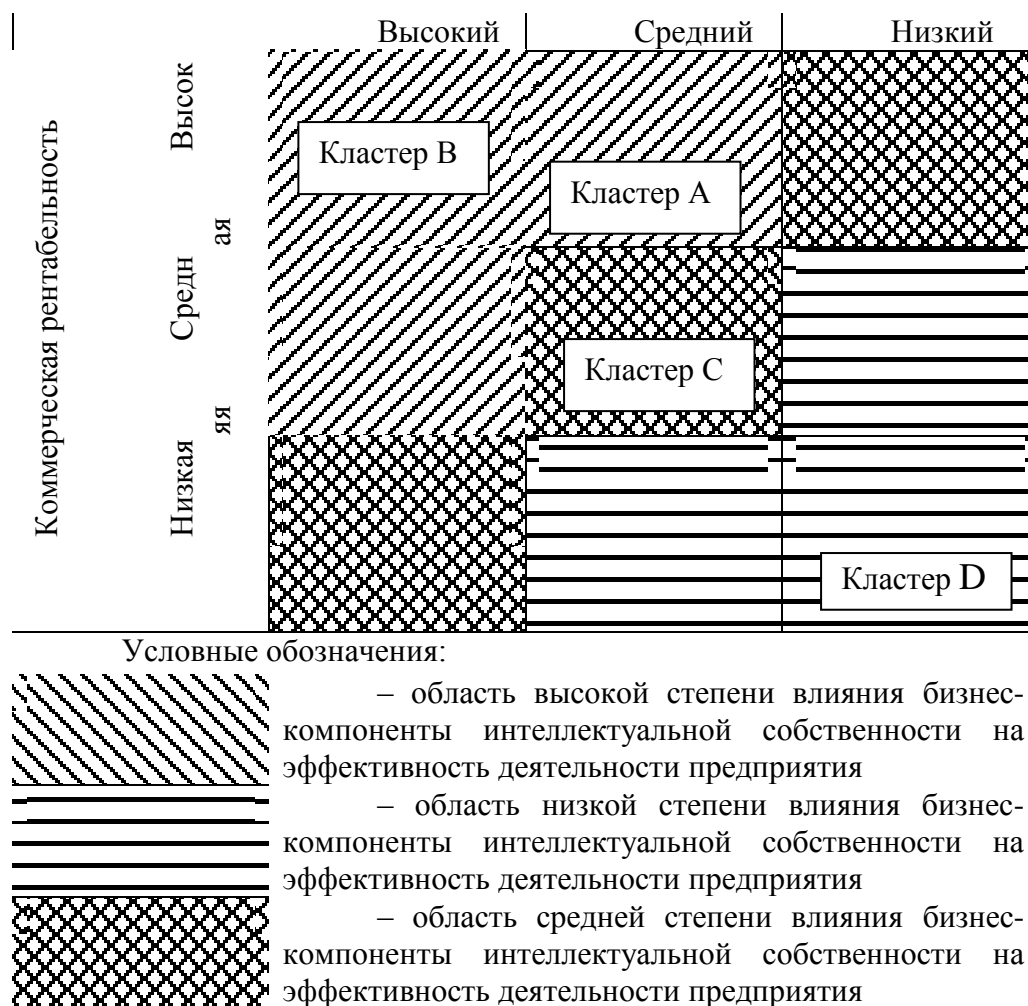 Высокий Средний Низкий
Коммерческая рентабельность
Высок
ая
Средн
яя
Низкая
Кластер В
Кластер А
Кластер С
Кластер D
Условные обозначения:
– область высокой степени влияния бизнес-
компоненты интеллектуальной собственности на
эффективность деятельности предприятия
– область низкой степени влияния бизнес-
компоненты интеллектуальной собственности на
эффективность деятельности предприятия
– область средней степени влияния бизнес-
компоненты интеллектуальной собственности на
эффективность деятельности предприятия